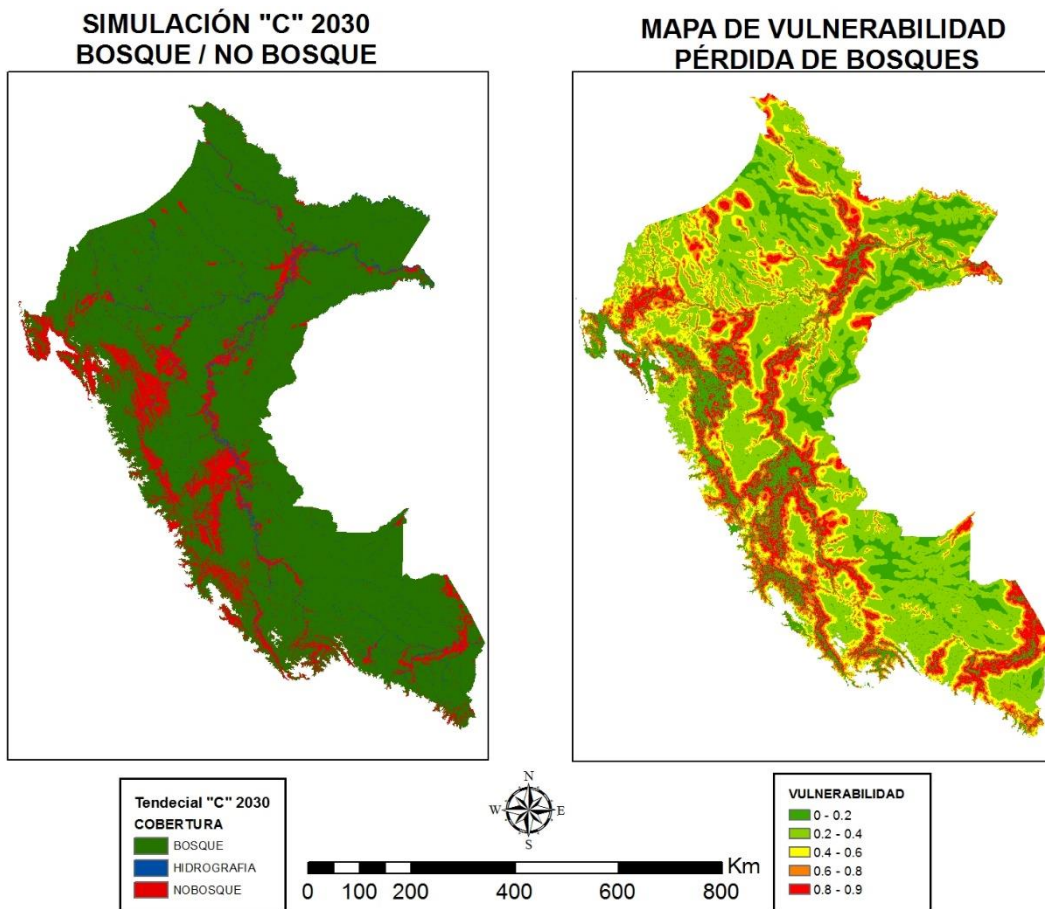 SIMULACIÓN "C" 2030
BOSQUE / NO BOSQUE
MAPA DE VULNERABILIDAD
PÉRDIDA DE BOSQUES
Tendecial "C" 2030
COBERTURA
BOSQUE
HIDROGRAFIA
NOBOSQUE
N
W E
S
Km
0 100 200 400 600 800
VULNERABILIDAD
0 - 0.2
0.2 - 0.4
0.4 - 0.6
0.6 - 0.8
0.8 - 0.9